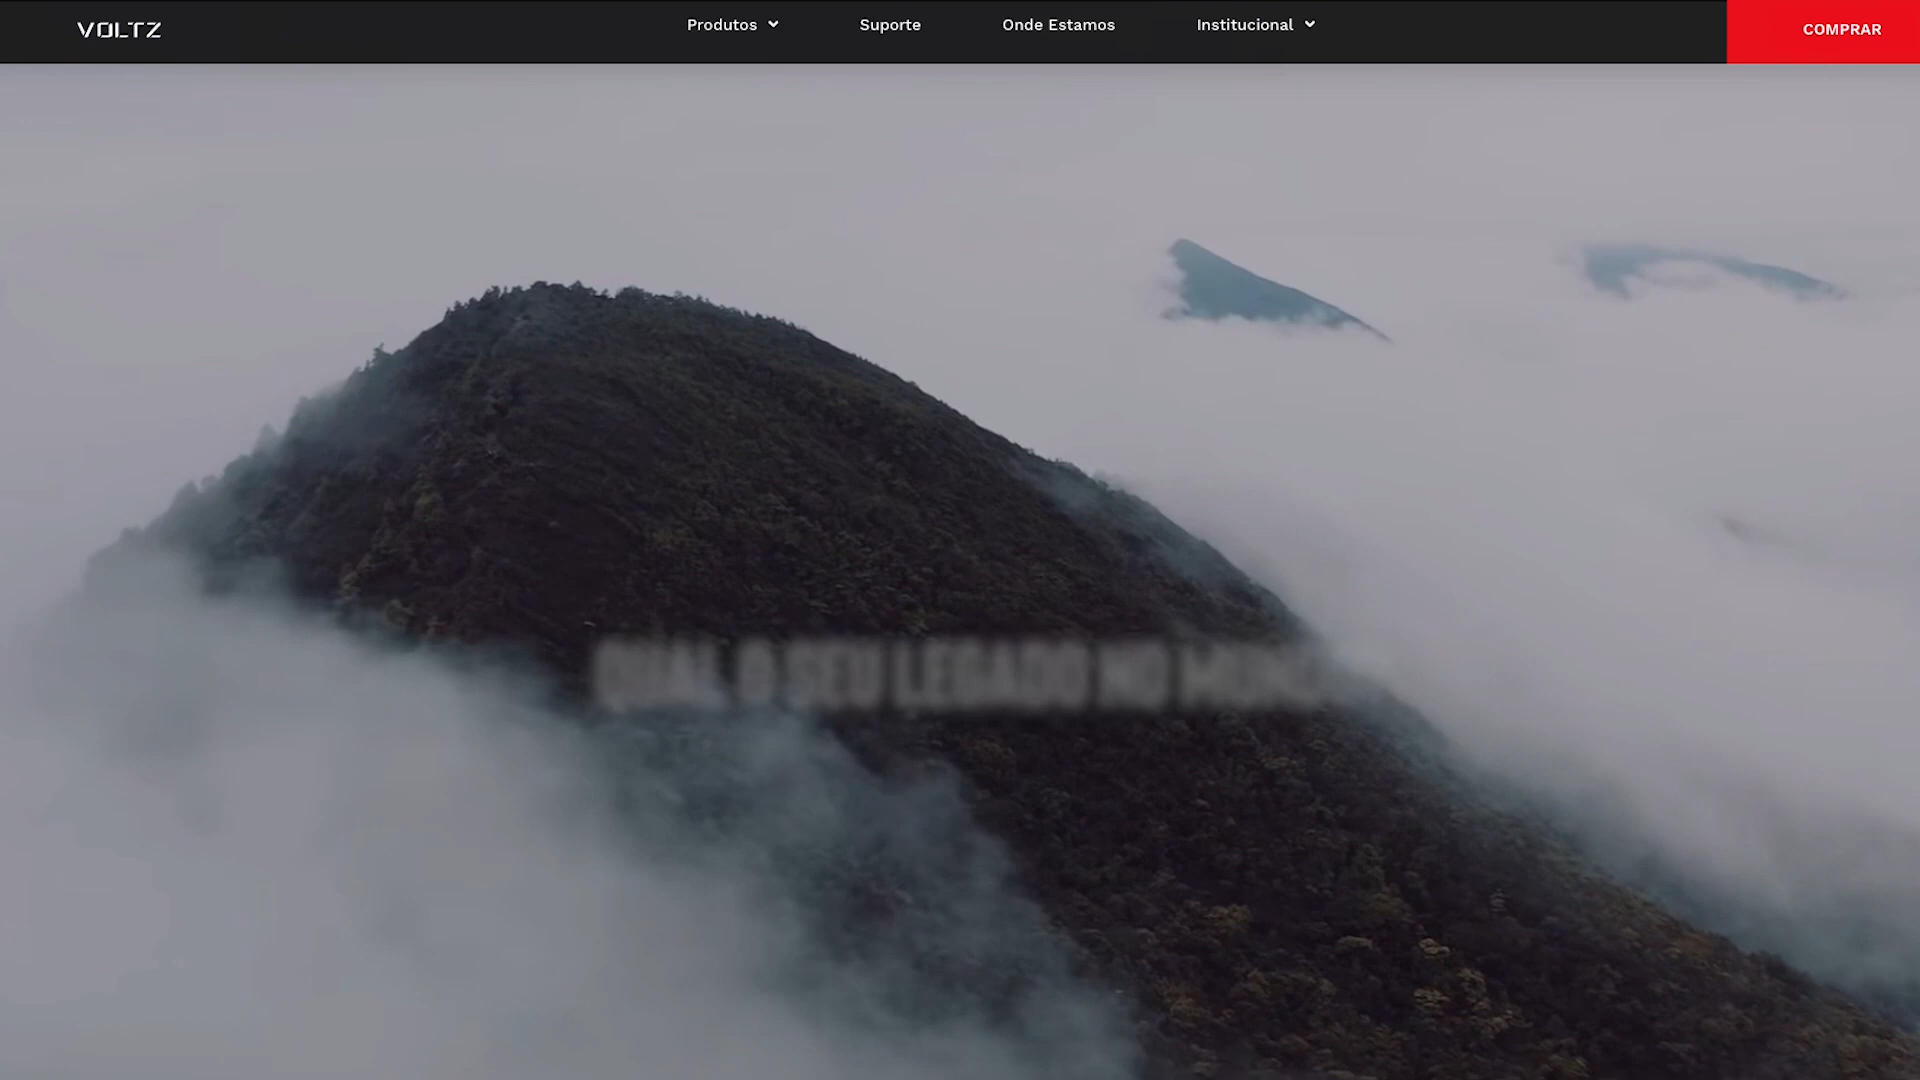 VOLTZ
Produtos
Suporte
Onde Estamos
Institucional
COMPRAR
QUAL O SEU LEGADO NO